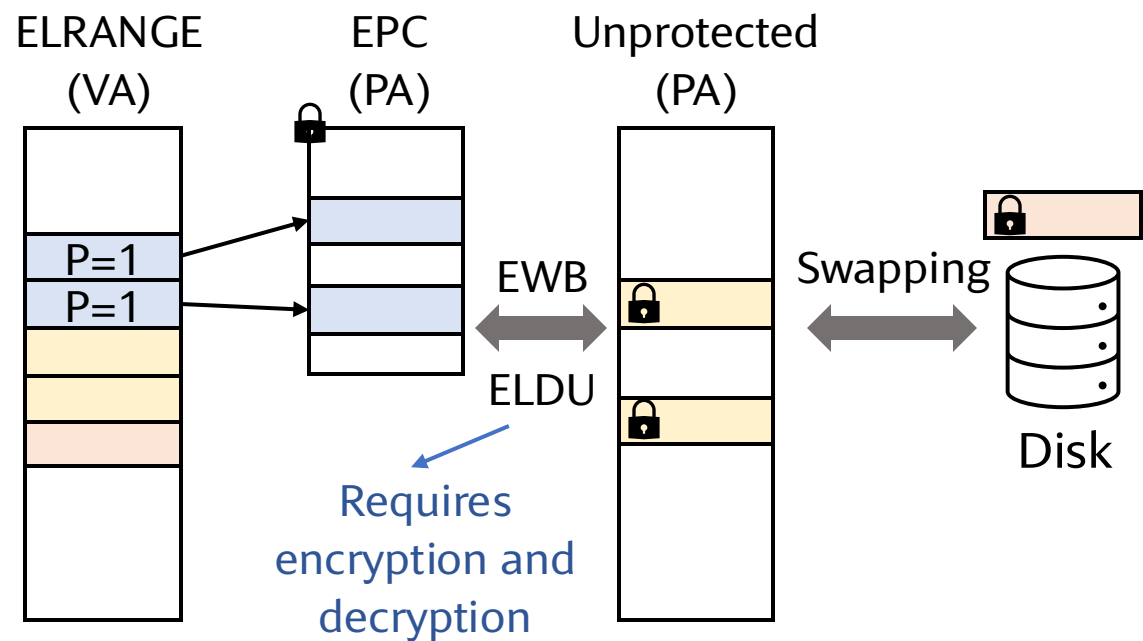 ELRANGE
(VA)
EPC
(PA)
Unprotected
(PA)
P=1
P=1
EWB
ELDU
Swapping
Disk
Requires
encryption and
decryption